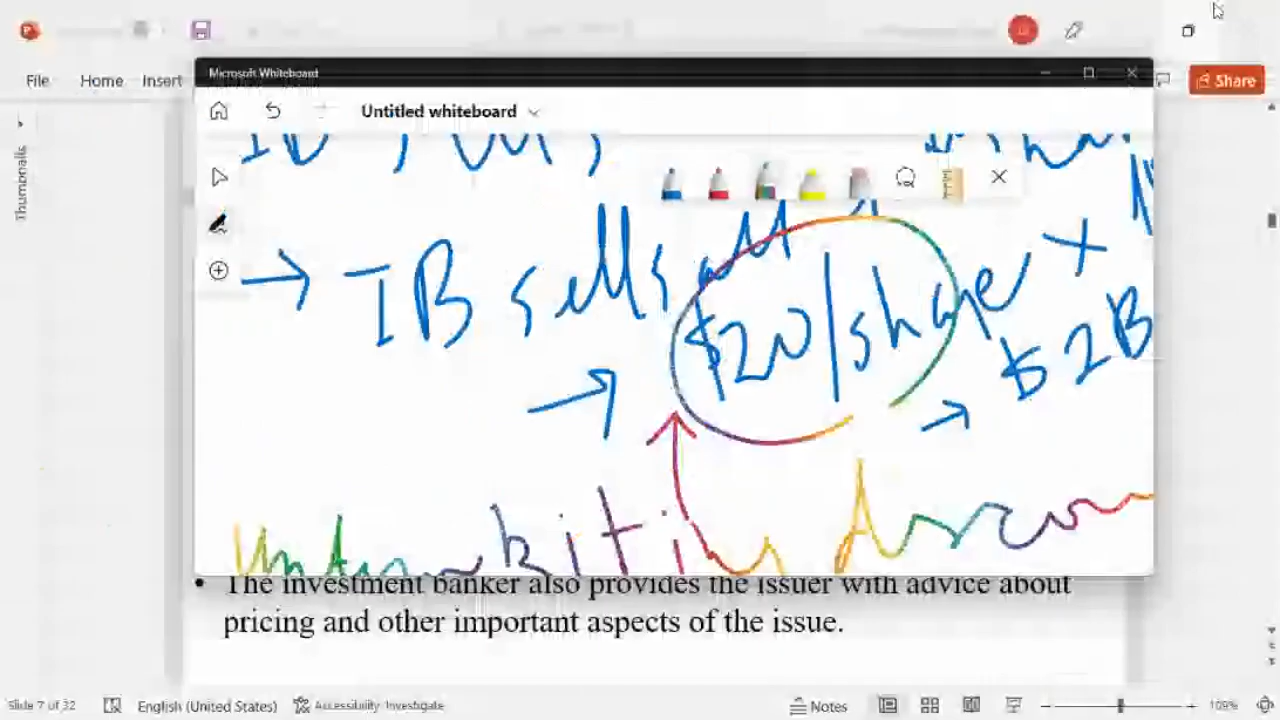 File Home Insert Share
Microsoft Whiteboard
Untitled whiteboard
Thumbnails
→ IB sells all
$20/share ×
→ → $2B
• The investment banker also provides the issuer with advice about
pricing and other important aspects of the issue.
Slide 7 of 32 English (United States) Accessibility: Investigate Notes 109%